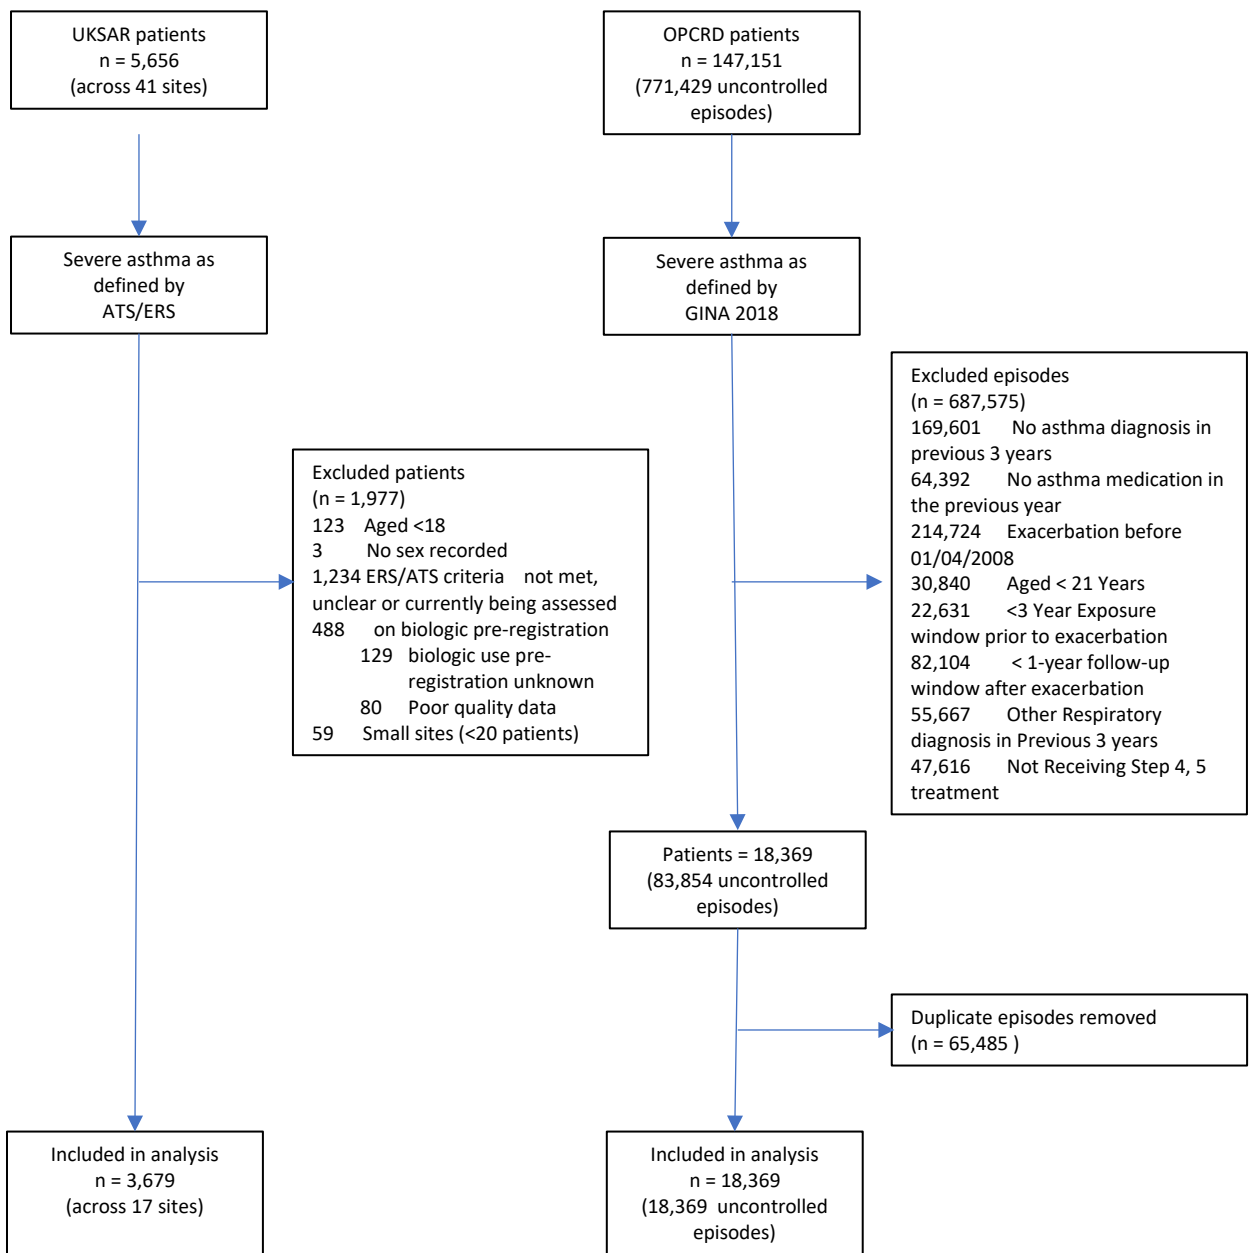 UKSAR patients
n = 5,656
(across 41 sites)
OPCRD patients
n = 147,151
(771,429 uncontrolled
episodes)
Severe asthma as
defined by
ATS/ERS
Severe asthma as
defined by
GINA 2018
Excluded patients
(n = 1,977)
123 Aged <18
3 No sex recorded
1,234 ERS/ATS criteria not met,
unclear or currently being assessed
488 on biologic pre-registration
129 biologic use pre-
registration unknown
80 Poor quality data
59 Small sites (<20 patients)
Excluded episodes
(n = 687,575)
169,601 No asthma diagnosis in
previous 3 years
64,392 No asthma medication in
the previous year
214,724 Exacerbation before
01/04/2008
30,840 Aged < 21 Years
22,631 <3 Year Exposure
window prior to exacerbation
82,104 < 1-year follow-up
window after exacerbation
55,667 Other Respiratory
diagnosis in Previous 3 years
47,616 Not Receiving Step 4, 5
treatment
Patients = 18,369
(83,854 uncontrolled
episodes)
Duplicate episodes removed
(n = 65,485 )
Included in analysis
n = 3,679
(across 17 sites)
Included in analysis
n = 18,369
(18,369 uncontrolled
episodes)